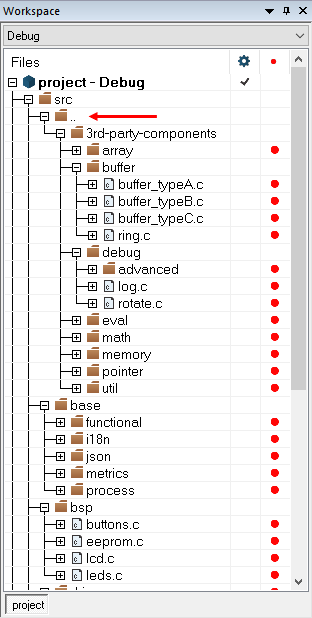 Workspace
Debug
Files
project - Debug
src
..
3rd-party-components
array
buffer
buffer_typeA.c
buffer_typeB.c
buffer_typeC.c
ring.c
debug
advanced
log.c
rotate.c
eval
math
memory
pointer
util
base
functional
i18n
json
metrics
process
bsp
buttons.c
eeprom.c
lcd.c
leds.c
project